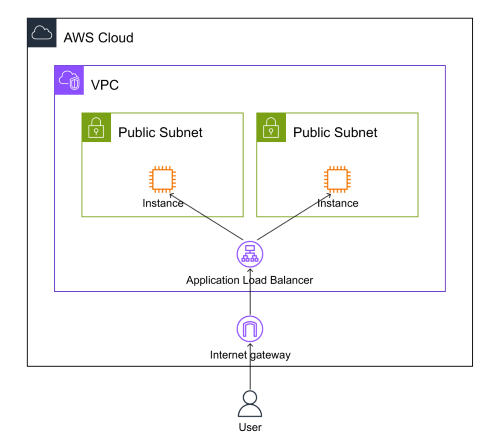 AWS Cloud
VPC
Public Subnet
Public Subnet
Instance
Instance
Application Load Balancer
Internet gateway
User